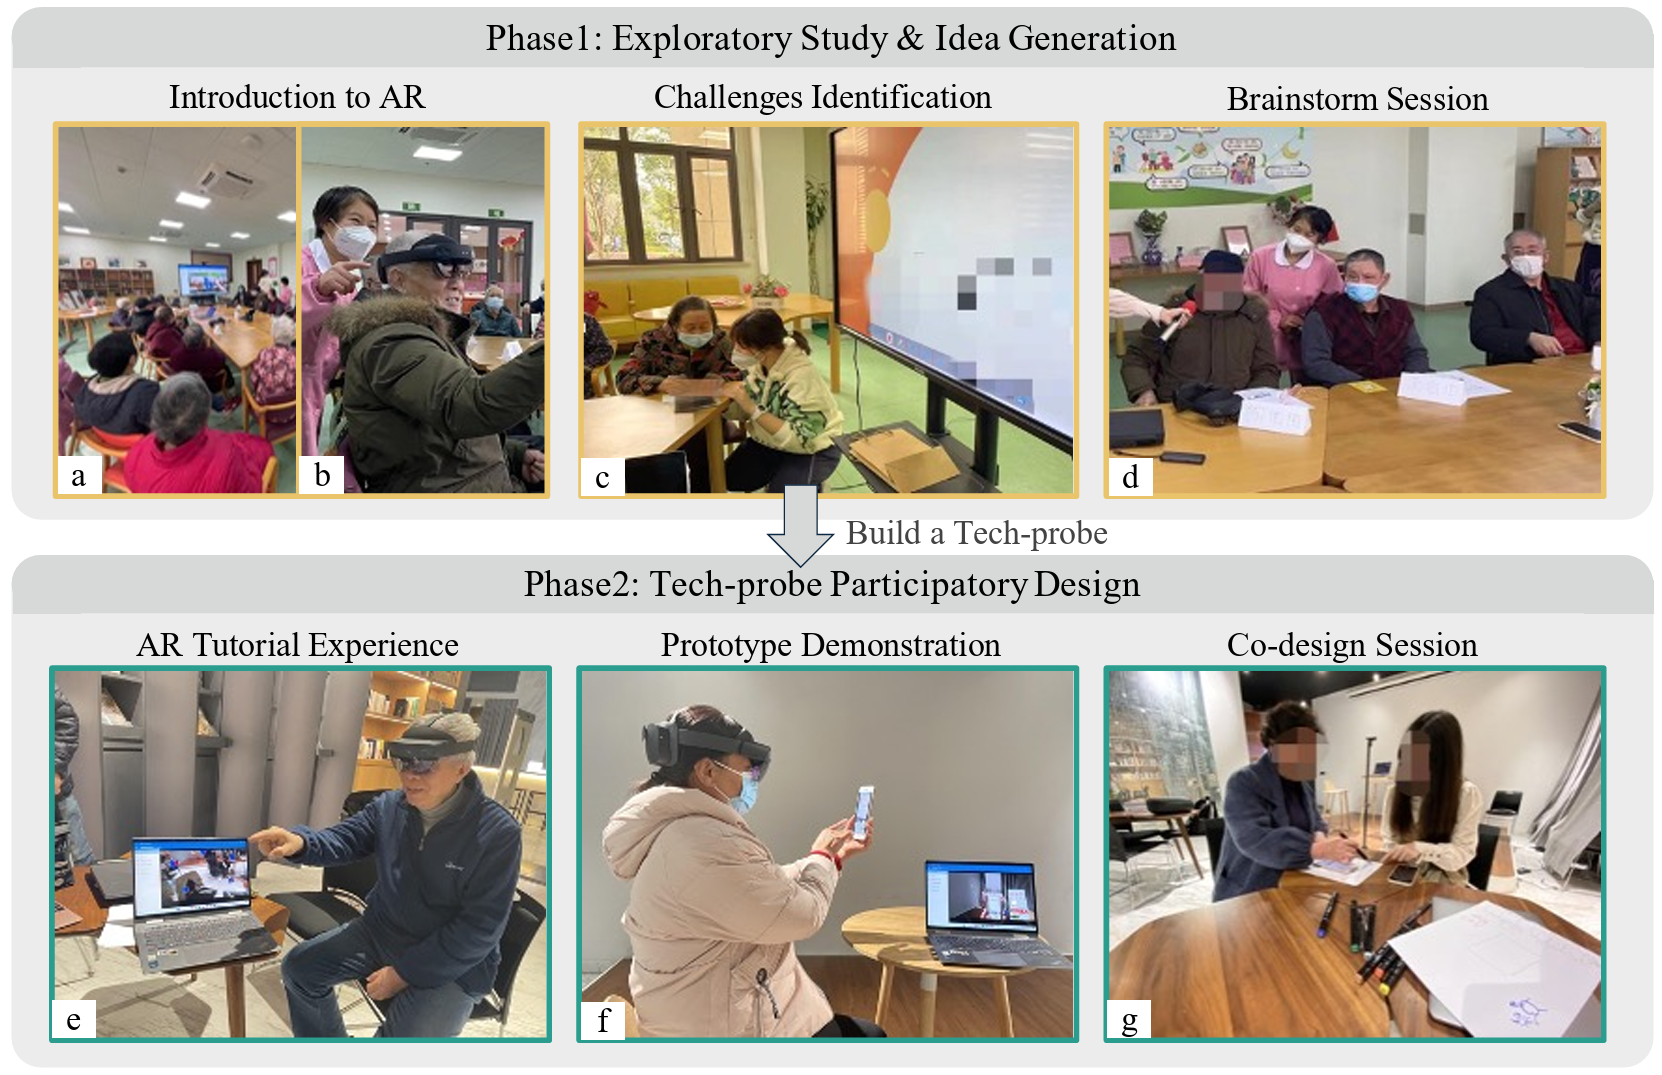 Phase1: Exploratory Study & Idea Generation
Introduction to AR
Challenges Identification
Brainstorm Session
a
b
c
d
Build a Tech-probe
Phase2: Tech-probe Participatory Design
AR Tutorial Experience
Prototype Demonstration
Co-design Session
e
f
g